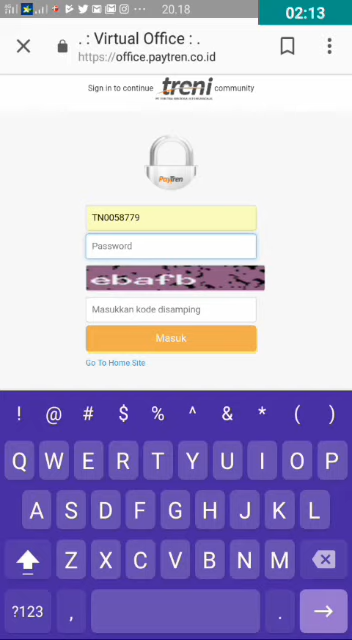 20.18
02:13
. : Virtual Office : .
https://office.paytren.co.id
Sign in to continue treni community
PayTren
TN0058779
Password
ebafb
Masukkan kode disamping
Masuk
Go To Home Site
! @ # $ % ^ & * ( )
Q W E R T Y U I O P
A S D F G H J K L
Z X C V B N M
?123 , .